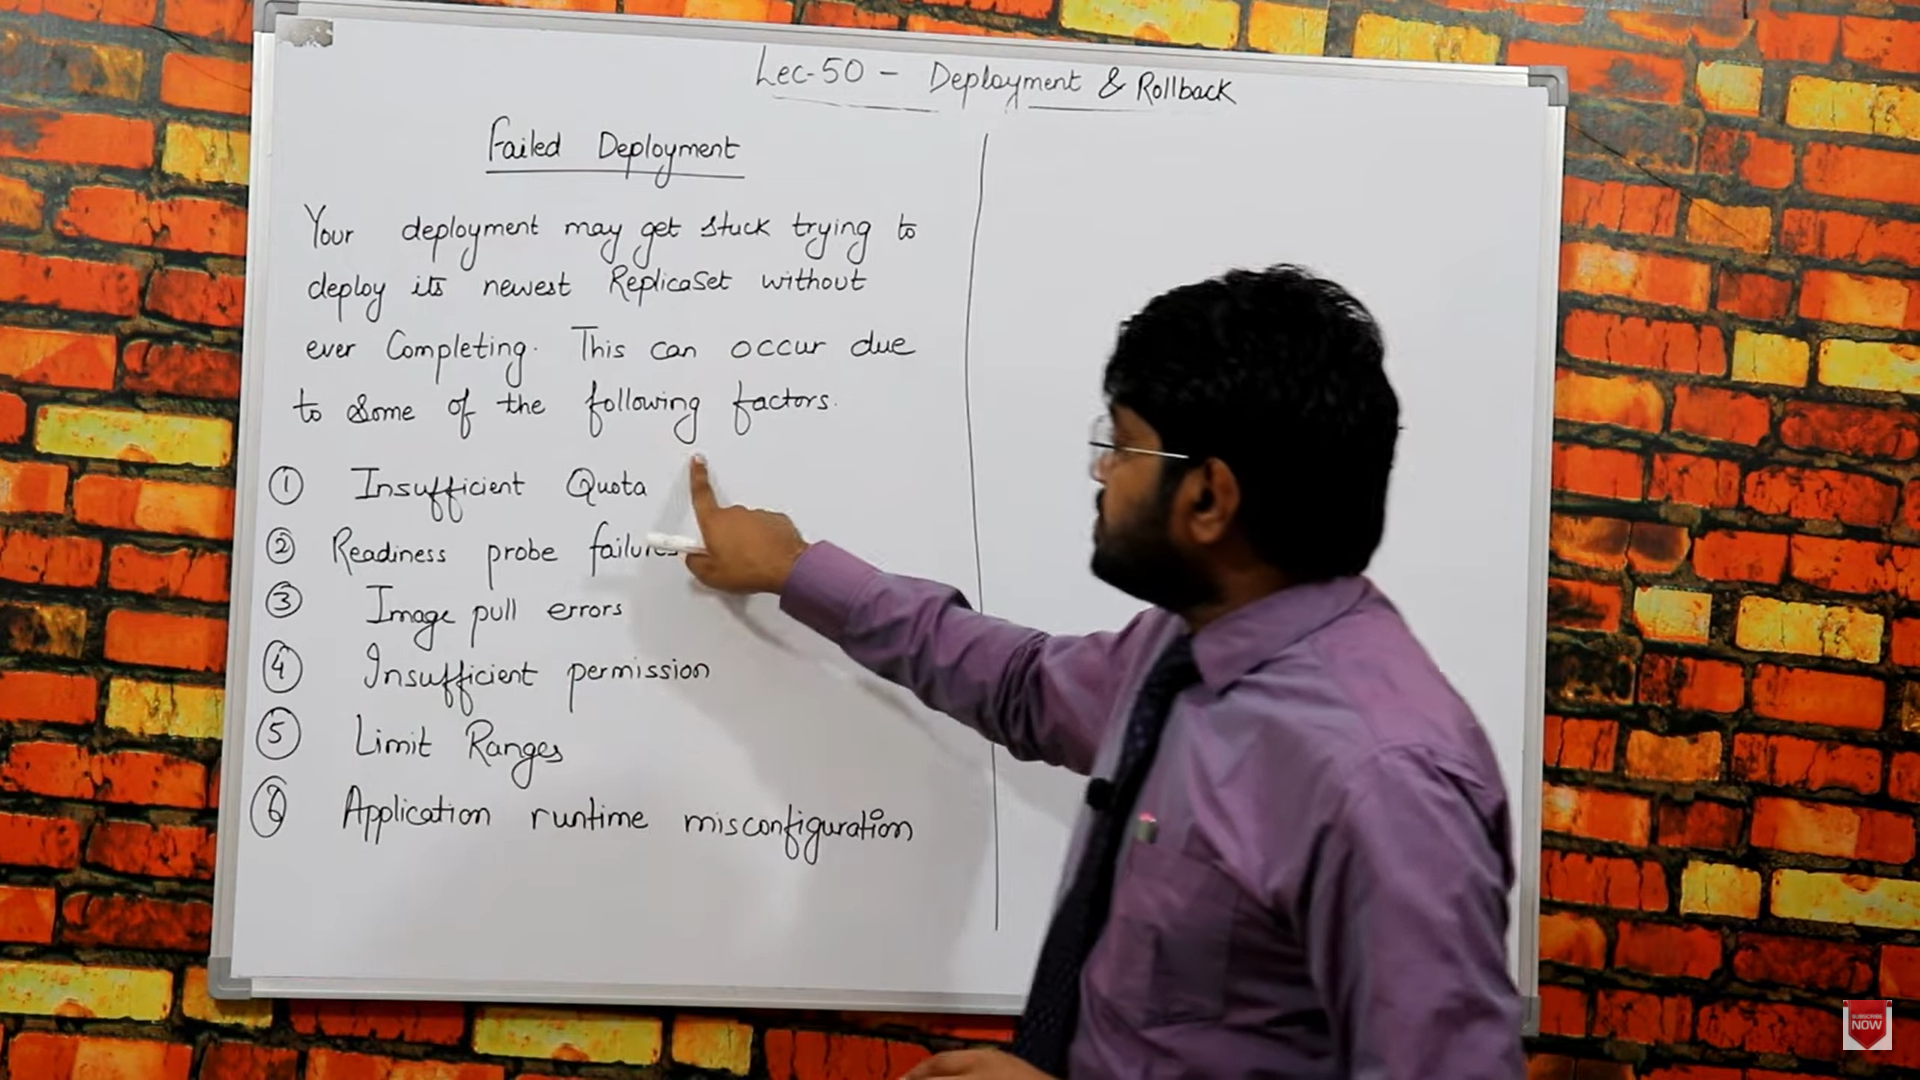 Lec-50 - Deployment & Rollback
Failed Deployment
Your deployment may get stuck trying to
deploy its newest ReplicaSet without
ever Completing. This can occur due
to Some of the following factors.
① Insufficient Quota
② Readiness probe failures
③ Image pull errors
④ Insufficient permission
⑤ Limit Ranges
⑥ Application runtime misconfiguration
SUBSCRIBE
NOW